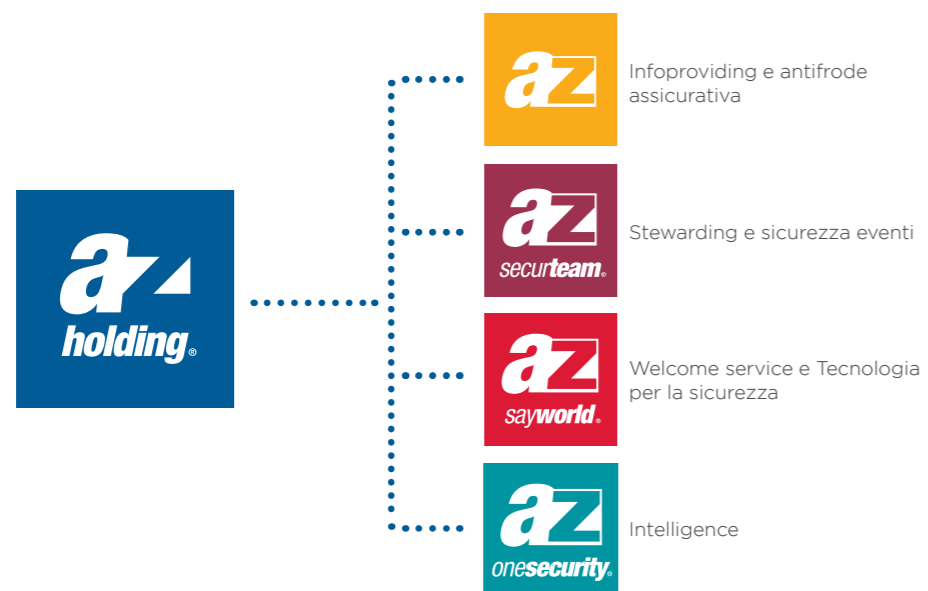 az
holding®
az
Infoproviding e antifrode
assicurativa
az
securteam®
Stewarding e sicurezza eventi
az
sayworld®
Welcome service e Tecnologia
per la sicurezza
az
onesecurity®
Intelligence